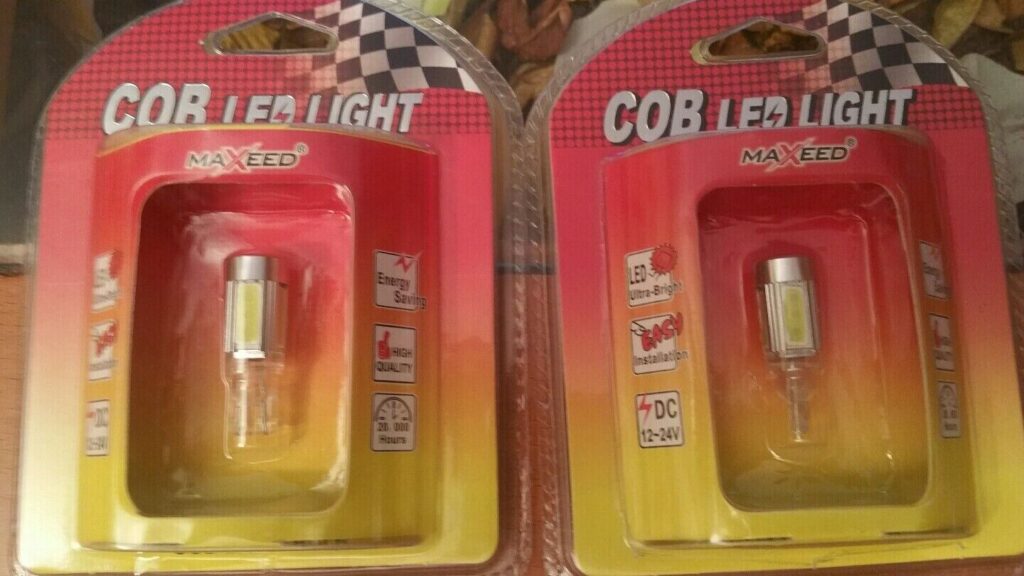 COB LED LIGHT
MAXEED®
Energy
Saving
HIGH
QUALITY
DC
20.000
Hours
COB LED LIGHT
MAXEED®
LED
Ultra-Bright
EASY
Installation
DC
12~24V